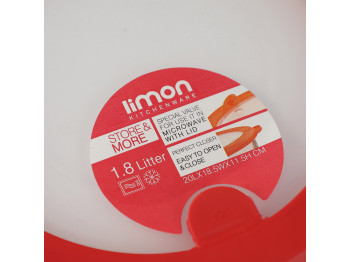 limon
KITCHENWARE
STORE &
MORE
1.8 Litter
SPECIAL VALVE
FOR USE IT IN
MICROWAVE
WITH LID
PERFECT CLOSER
EASY TO OPEN
& CLOSE
20LX18.5WX11.5H CM